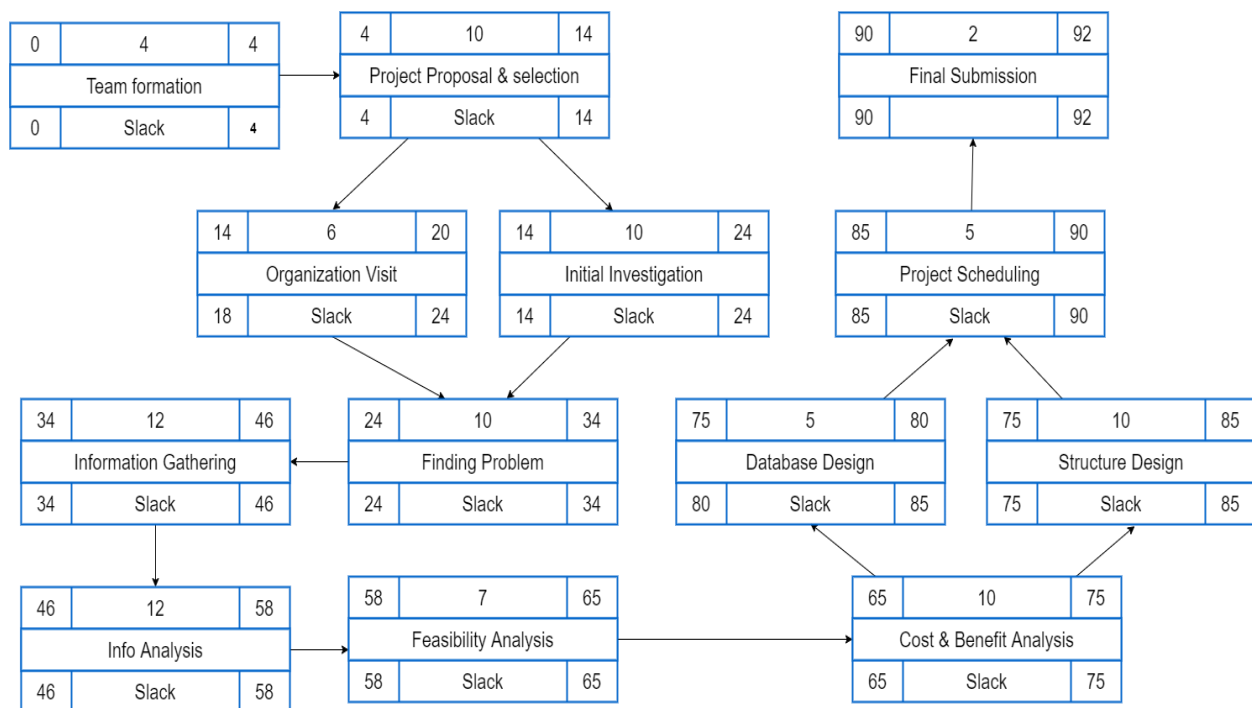 0 4 4
Team formation
0 Slack 4
4 10 14
Project Proposal & selection
4 Slack 14
90 2 92
Final Submission
90 92
14 6 20
Organization Visit
18 Slack 24
14 10 24
Initial Investigation
14 Slack 24
85 5 90
Project Scheduling
85 Slack 90
34 12 46
Information Gathering
34 Slack 46
24 10 34
Finding Problem
24 Slack 34
75 5 80
Database Design
80 Slack 85
75 10 85
Structure Design
75 Slack 85
46 12 58
Info Analysis
46 Slack 58
58 7 65
Feasibility Analysis
58 Slack 65
65 10 75
Cost & Benefit Analysis
65 Slack 75